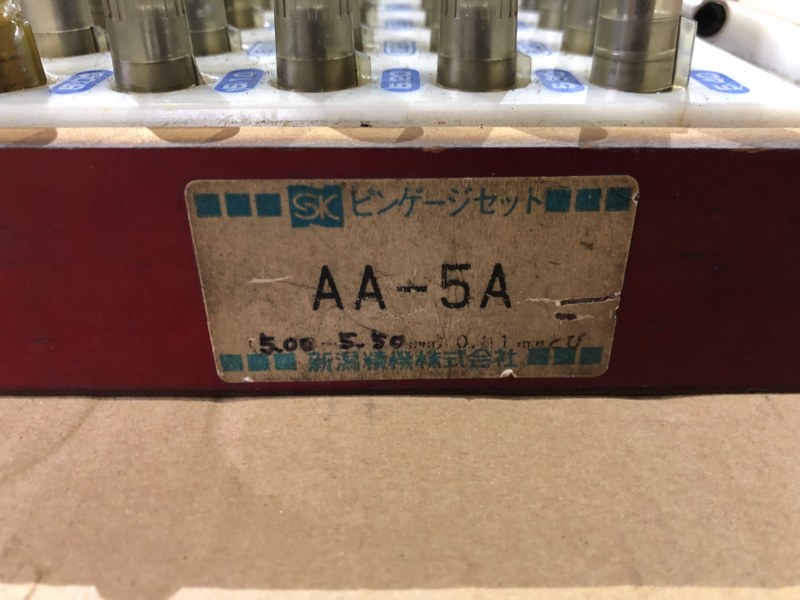 SK ピンゲージセット
AA-5A
5.00-5.50mm 0.01mmとび
新潟精機株式会社